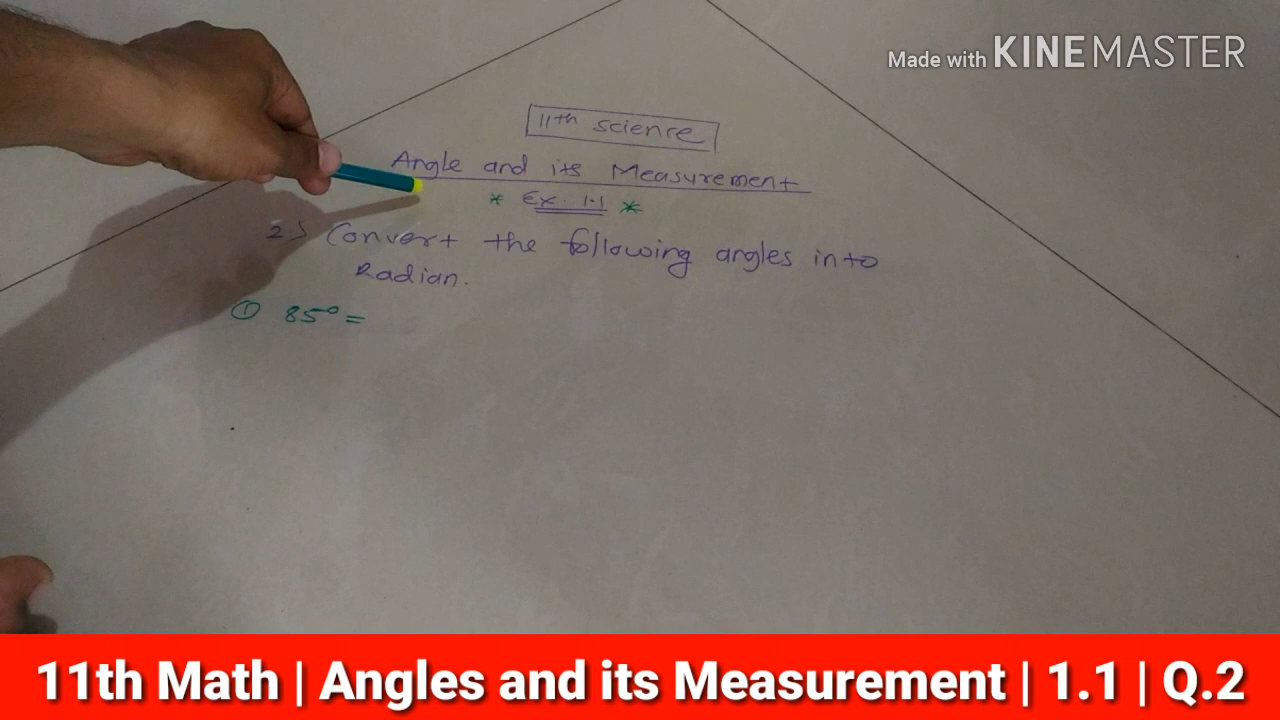 Made with KINEMASTER
11th science
Angle and its Measurement
* Ex. 1.1 *
2.) Convert the following angles into
Radian.
① 85° =
11th Math | Angles and its Measurement | 1.1 | Q.2